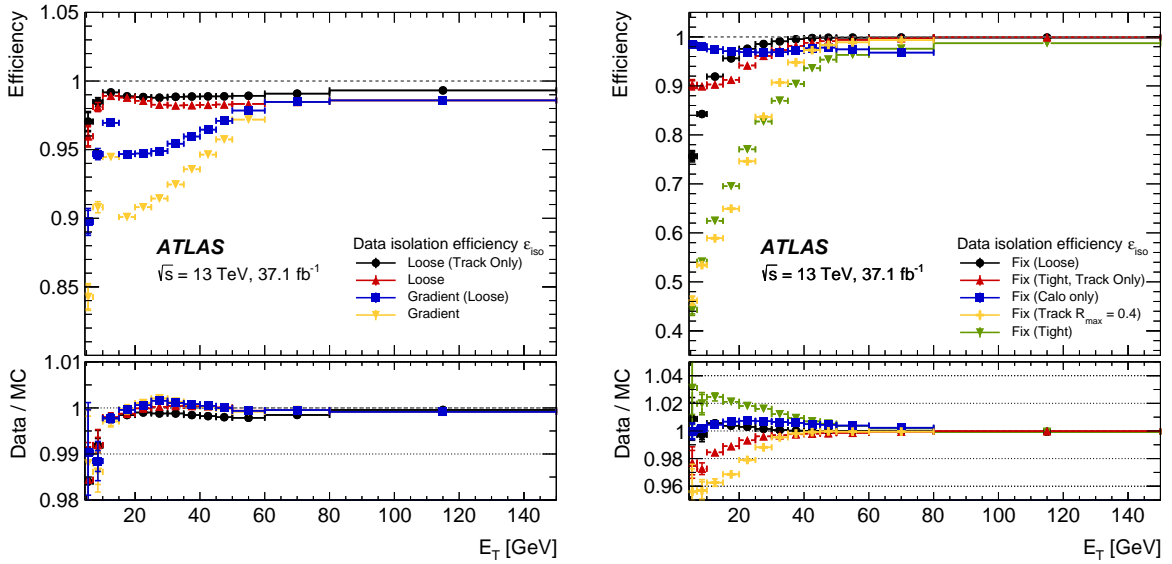 Efficiency
1.05
1
0.95
0.9
0.85
ATLAS
√s = 13 TeV, 37.1 fb⁻¹
Data isolation efficiency ε_iso
Loose (Track Only)
Loose
Gradient (Loose)
Gradient
Data / MC
1.01
1
0.99
0.98
20 40 60 80 100 120 140
E_T [GeV]
Efficiency
1.1
1
0.9
0.8
0.7
0.6
0.5
0.4
ATLAS
√s = 13 TeV, 37.1 fb⁻¹
Data isolation efficiency ε_iso
Fix (Loose)
Fix (Tight, Track Only)
Fix (Calo only)
Fix (Track R_max = 0.4)
Fix (Tight)
Data / MC
1.04
1.02
1
0.98
0.96
20 40 60 80 100 120 140
E_T [GeV]